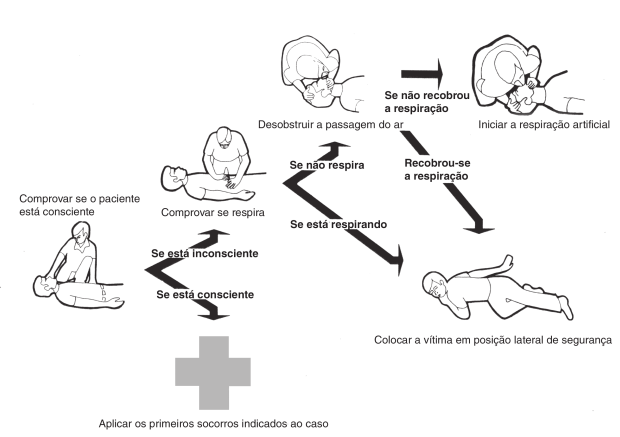 Comprovar se o paciente
está consciente
Se está inconsciente
Se está consciente
Aplicar os primeiros socorros indicados ao caso
Comprovar se respira
Se não respira
Se está respirando
Desobstruir a passagem do ar
Se não recobrou
a respiração
Recobrou-se
a respiração
Iniciar a respiração artificial
Colocar a vítima em posição lateral de segurança